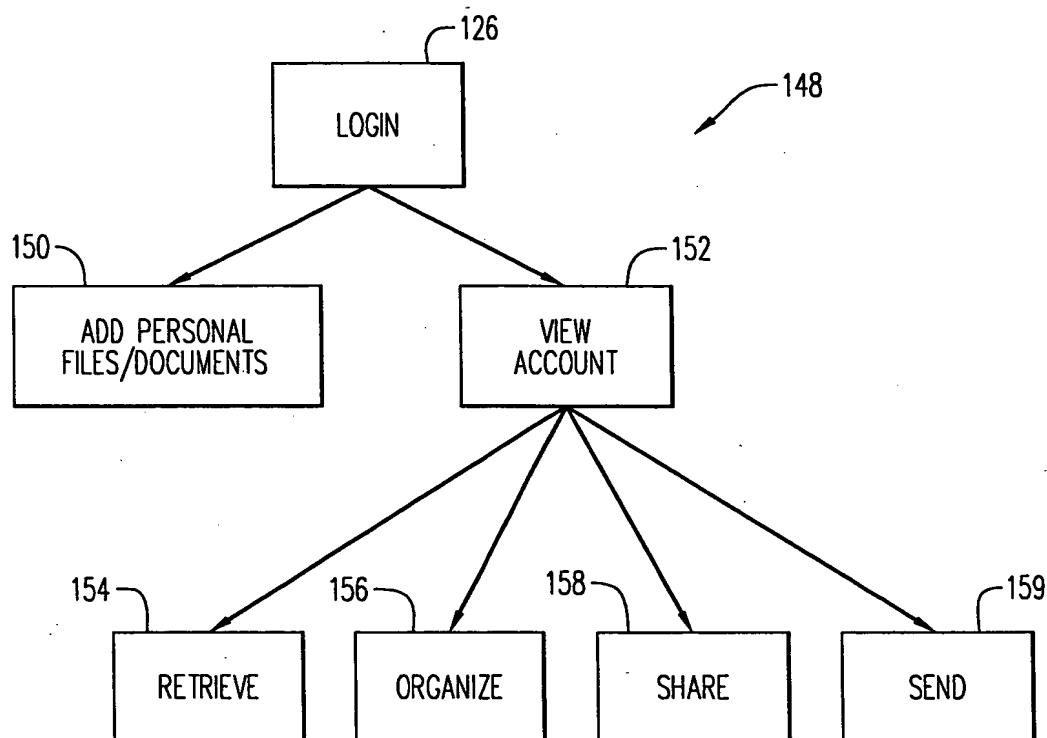 126
LOGIN
148
150
152
ADD PERSONAL
FILES/DOCUMENTS
VIEW
ACCOUNT
154
156
158
159
RETRIEVE
ORGANIZE
SHARE
SEND